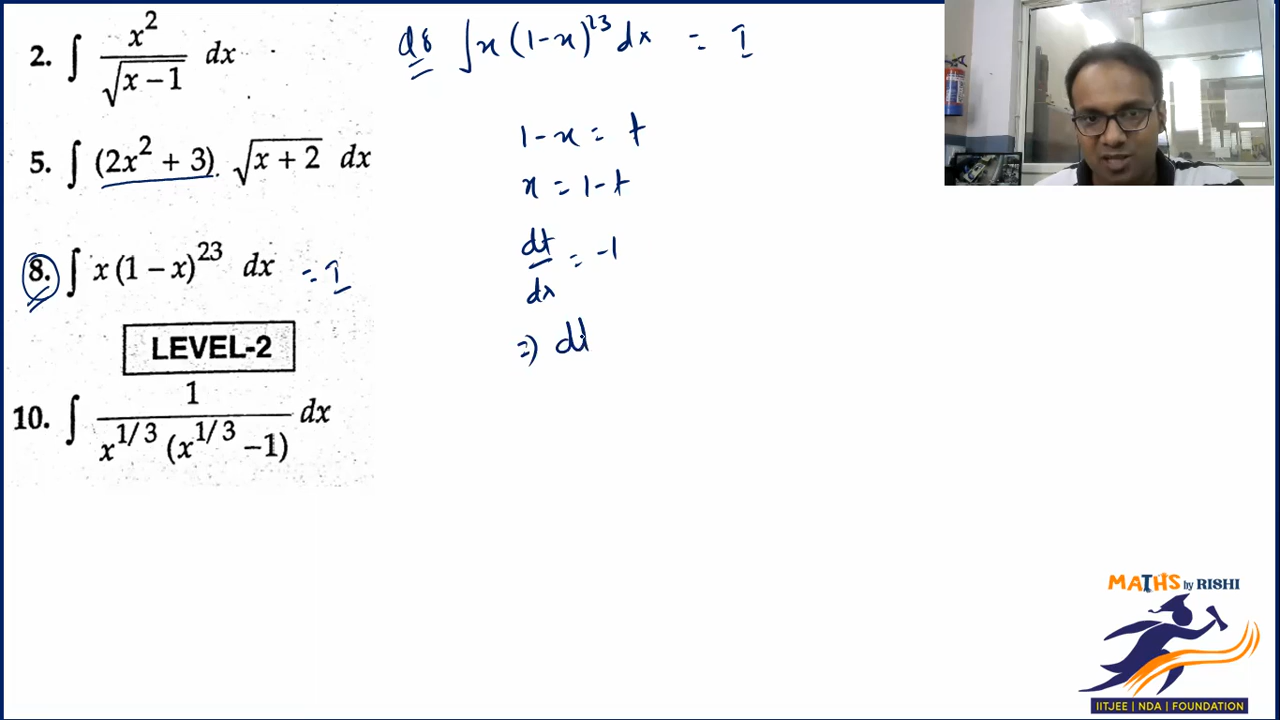 2. ∫ x² / √(x − 1) dx
5. ∫ (2x² + 3). √(x + 2) dx
8. ∫ x (1 − x)²³ dx = I
LEVEL-2
10. ∫ 1 / (x^1/3 (x^1/3 − 1)) dx
Q8 ∫ x (1 − x)²³ dx = I
1 − x = t
x = 1 − t
dt/dx = −1
⇒ dt
MATHS by RISHI
IITJEE | NDA | FOUNDATION